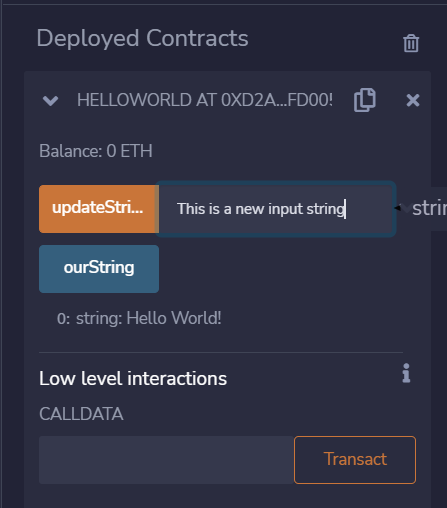 Deployed Contracts
HELLOWORLD AT 0XD2A...FD00!
Balance: 0 ETH
updateStri... This is a new input string strin
ourString
0: string: Hello World!
Low level interactions
CALLDATA
Transact